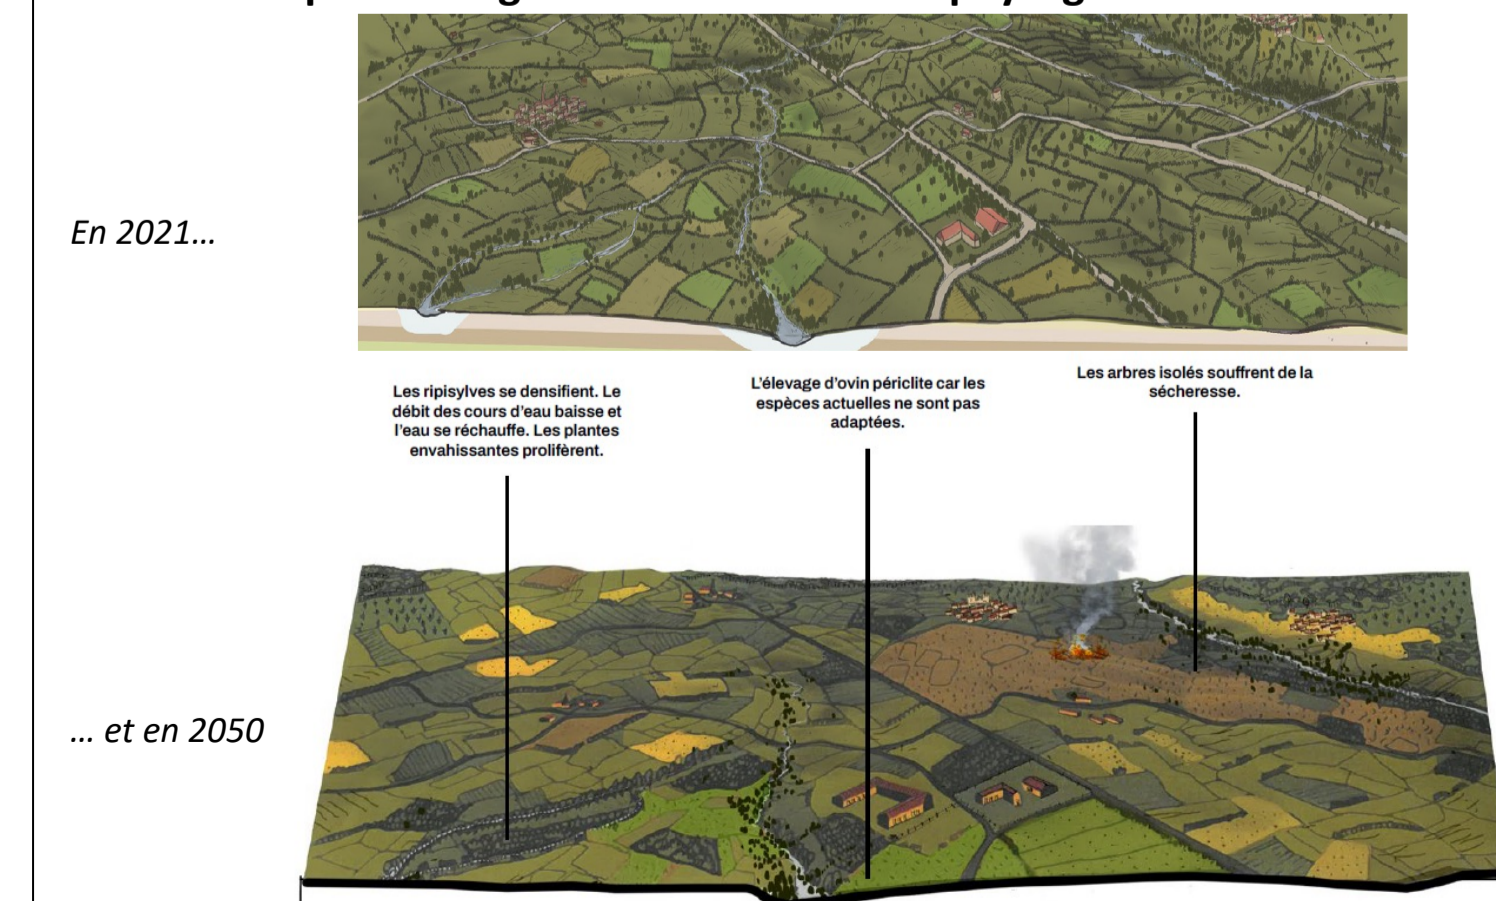 En 2021…
Les ripisylves se densifient. Le
débit des cours d’eau baisse et
l’eau se réchauffe. Les plantes
envahissantes prolifèrent.
L’élevage d’ovin périclite car les
espèces actuelles ne sont pas
adaptées.
Les arbres isolés souffrent de la
sécheresse.
… et en 2050